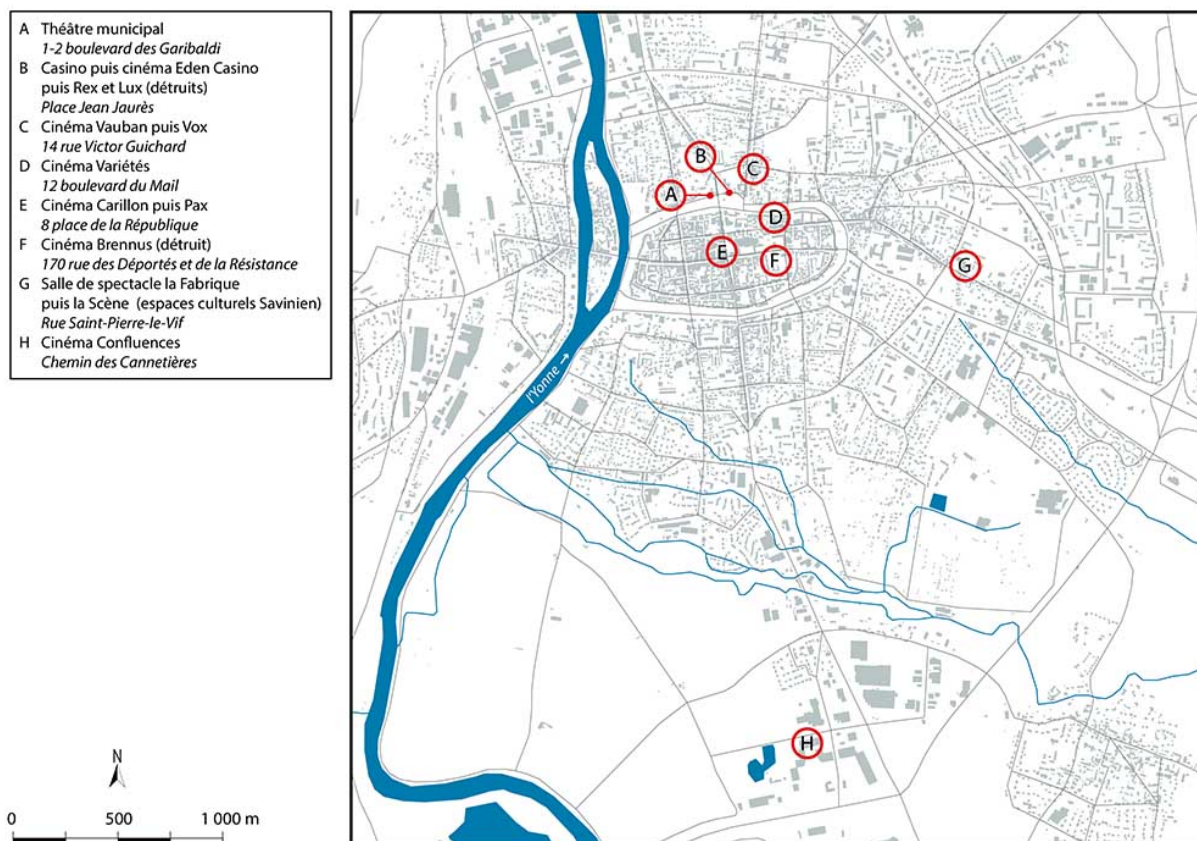 A Théâtre municipal
1-2 boulevard des Garibaldi
B Casino puis cinéma Eden Casino
puis Rex et Lux (détruits)
Place Jean Jaurès
C Cinéma Vauban puis Vox
14 rue Victor Guichard
D Cinéma Variétés
12 boulevard du Mail
E Cinéma Carillon puis Pax
8 place de la République
F Cinéma Brennus (détruit)
170 rue des Déportés et de la Résistance
G Salle de spectacle la Fabrique
puis la Scène (espaces culturels Savinien)
Rue Saint-Pierre-le-Vif
H Cinéma Confluences
Chemin des Cannetières
B
C
A
D
E
F
G
l'Yonne →
H
N
0 500 1 000 m